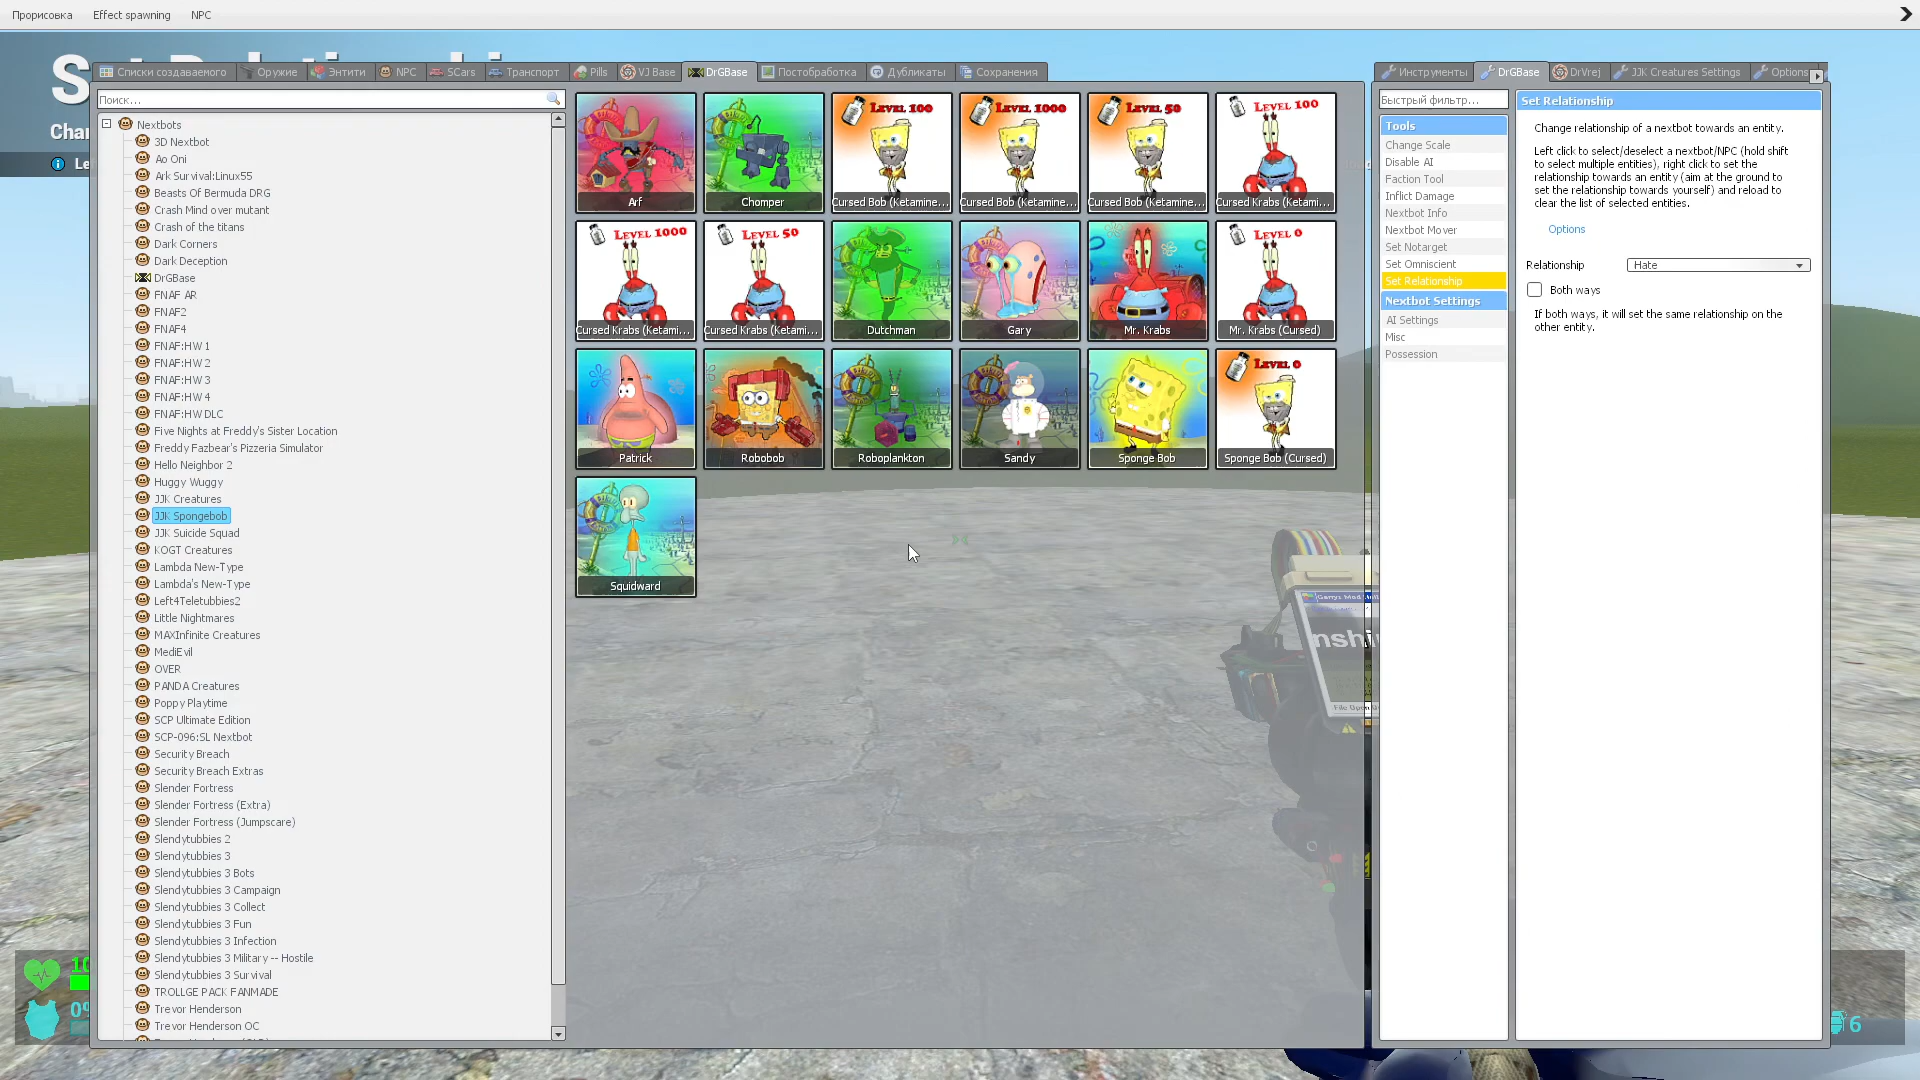 Прорисовка
Effect spawning
NPC
Списки создаваемого
Оружие
Энтити
NPC
SCars
Транспорт
Pills
VJ Base
DrGBase
Постобработка
Дубликаты
Сохранения
Поиск...
Nextbots
3D Nextbot
Ao Oni
Ark Survival:Linux55
Beasts Of Bermuda DRG
Crash Mind over mutant
Crash of the titans
Dark Corners
Dark Deception
DrGBase
FNAF AR
FNAF2
FNAF4
FNAF:HW 1
FNAF:HW 2
FNAF:HW 3
FNAF:HW 4
FNAF:HW DLC
Five Nights at Freddy's Sister Location
Freddy Fazbear's Pizzeria Simulator
Hello Neighbor 2
Huggy Wuggy
JJK Creatures
JJK Spongebob
JJK Suicide Squad
KOGT Creatures
Lambda New-Type
Lambda's New-Type
Left4Teletubbies2
Little Nightmares
MAXInfinite Creatures
MediEvil
OVER
PANDA Creatures
Poppy Playtime
SCP Ultimate Edition
SCP-096:SL Nextbot
Security Breach
Security Breach Extras
Slender Fortress
Slender Fortress (Extra)
Slender Fortress (Jumpscare)
Slendytubbies 2
Slendytubbies 3
Slendytubbies 3 Bots
Slendytubbies 3 Campaign
Slendytubbies 3 Collect
Slendytubbies 3 Fun
Slendytubbies 3 Infection
Slendytubbies 3 Military -- Hostile
Slendytubbies 3 Survival
TROLLGE PACK FANMADE
Trevor Henderson
Trevor Henderson OC
Arf
Chomper
LEVEL 100
Cursed Bob (Ketamine...
LEVEL 1000
Cursed Bob (Ketamine...
LEVEL 50
Cursed Bob (Ketamine...
LEVEL 100
Cursed Krabs (Ketami...
LEVEL 1000
Cursed Krabs (Ketami...
LEVEL 50
Cursed Krabs (Ketami...
Dutchman
Gary
Mr. Krabs
LEVEL 0
Mr. Krabs (Cursed)
Patrick
Robobob
Roboplankton
Sandy
Sponge Bob
LEVEL 0
Sponge Bob (Cursed)
Squidward
Инструменты
DrGBase
DrVrej
JJK Creatures Settings
Options
Быстрый фильтр...
Tools
Change Scale
Disable AI
Faction Tool
Inflict Damage
Nextbot Info
Nextbot Mover
Set Notarget
Set Omniscient
Set Relationship
Nextbot Settings
AI Settings
Misc
Possession
Set Relationship
Change relationship of a nextbot towards an entity.
Left click to select/deselect a nextbot/NPC (hold shift
to select multiple entities), right click to set the
relationship towards an entity (aim at the ground to
set the relationship towards yourself) and reload to
clear the list of selected entities.
Options
Relationship
Hate
Both ways
If both ways, it will set the same relationship on the
other entity.
nshi
10
0%
6